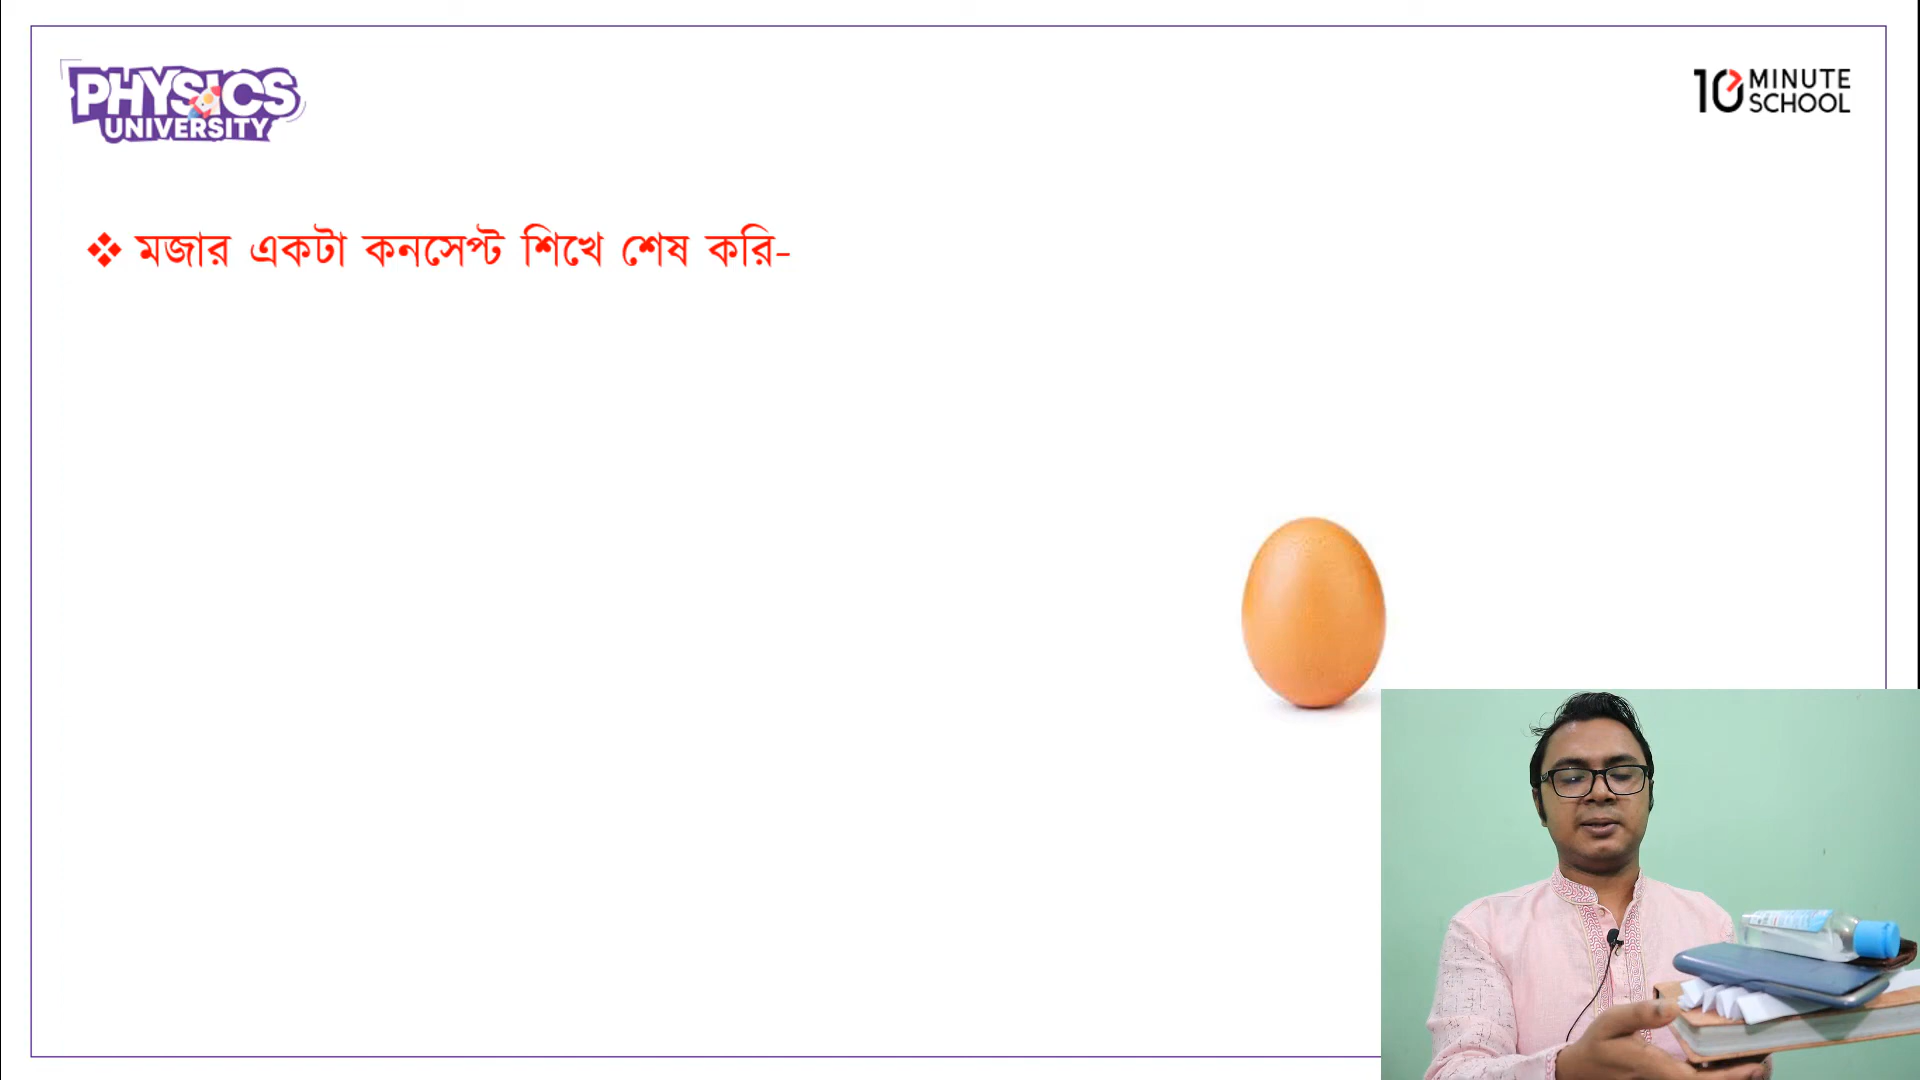 PHYSICS
UNIVERSITY
10 MINUTE
SCHOOL
❖ মজার একটা কনসেপ্ট শিখে শেষ করি-